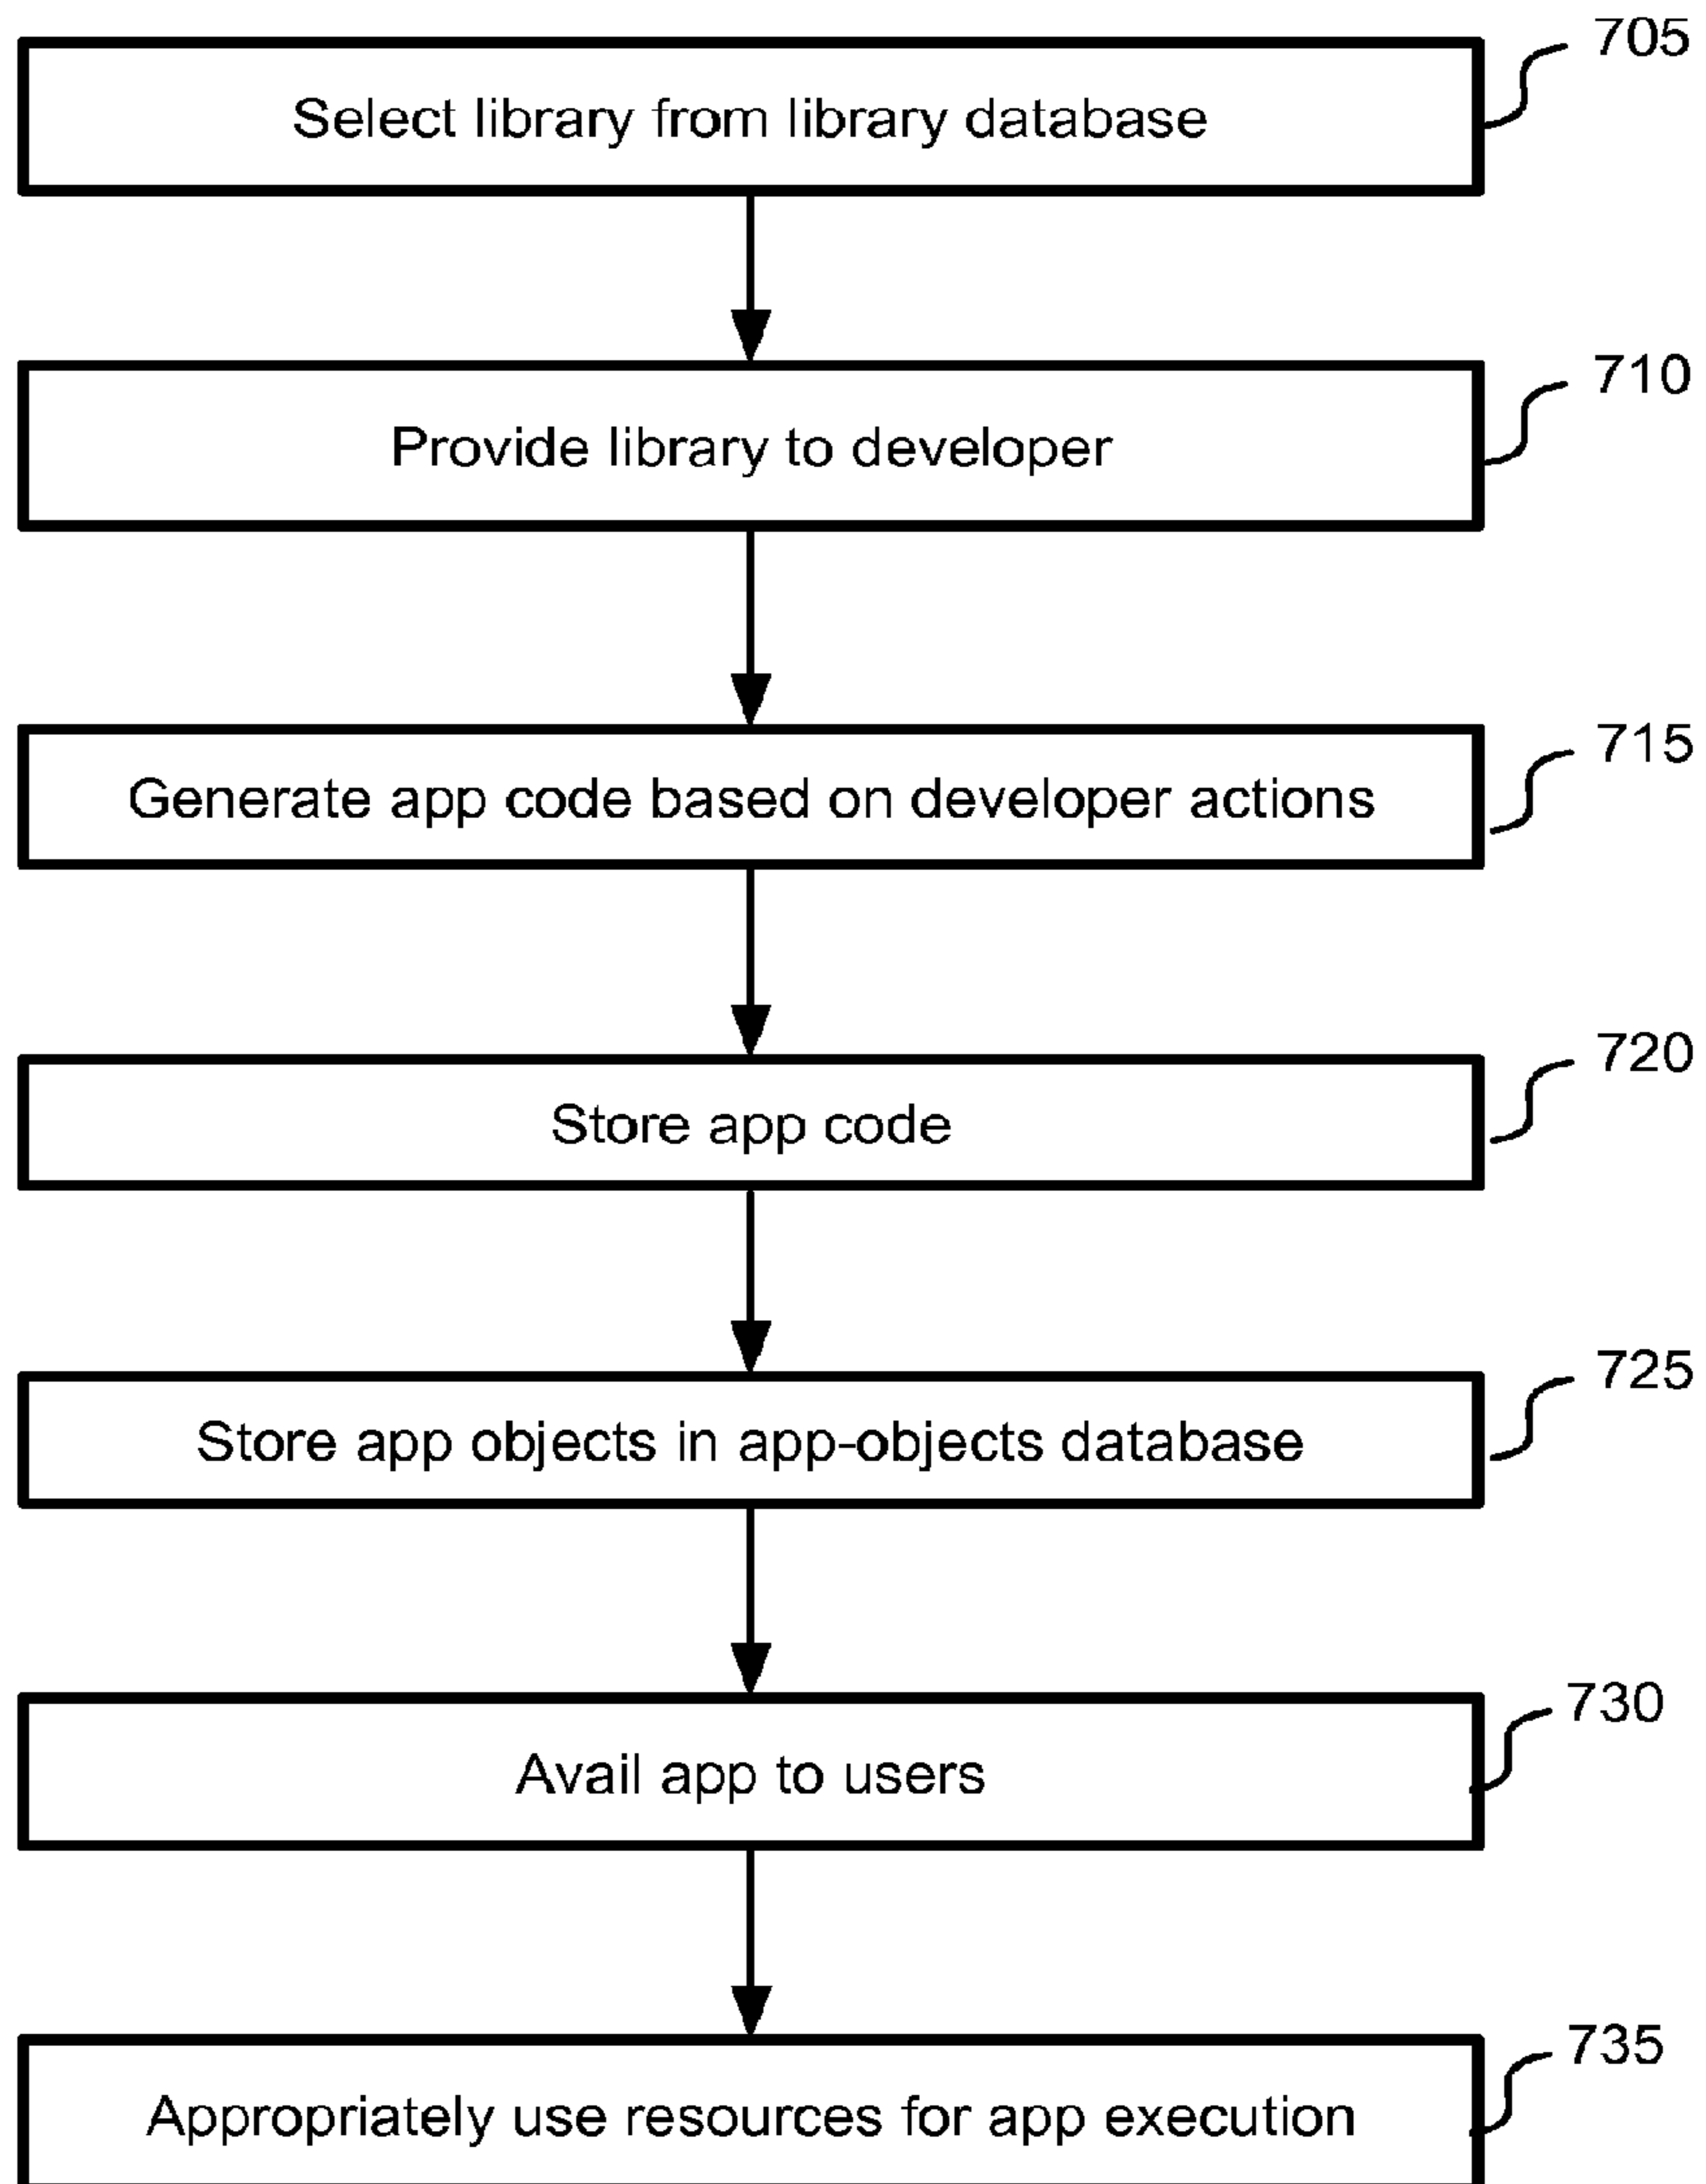 705
Select library from library database
710
Provide library to developer
715
Generate app code based on developer actions
720
Store app code
725
Store app objects in app-objects database
730
Avail app to users
735
Appropriately use resources for app execution